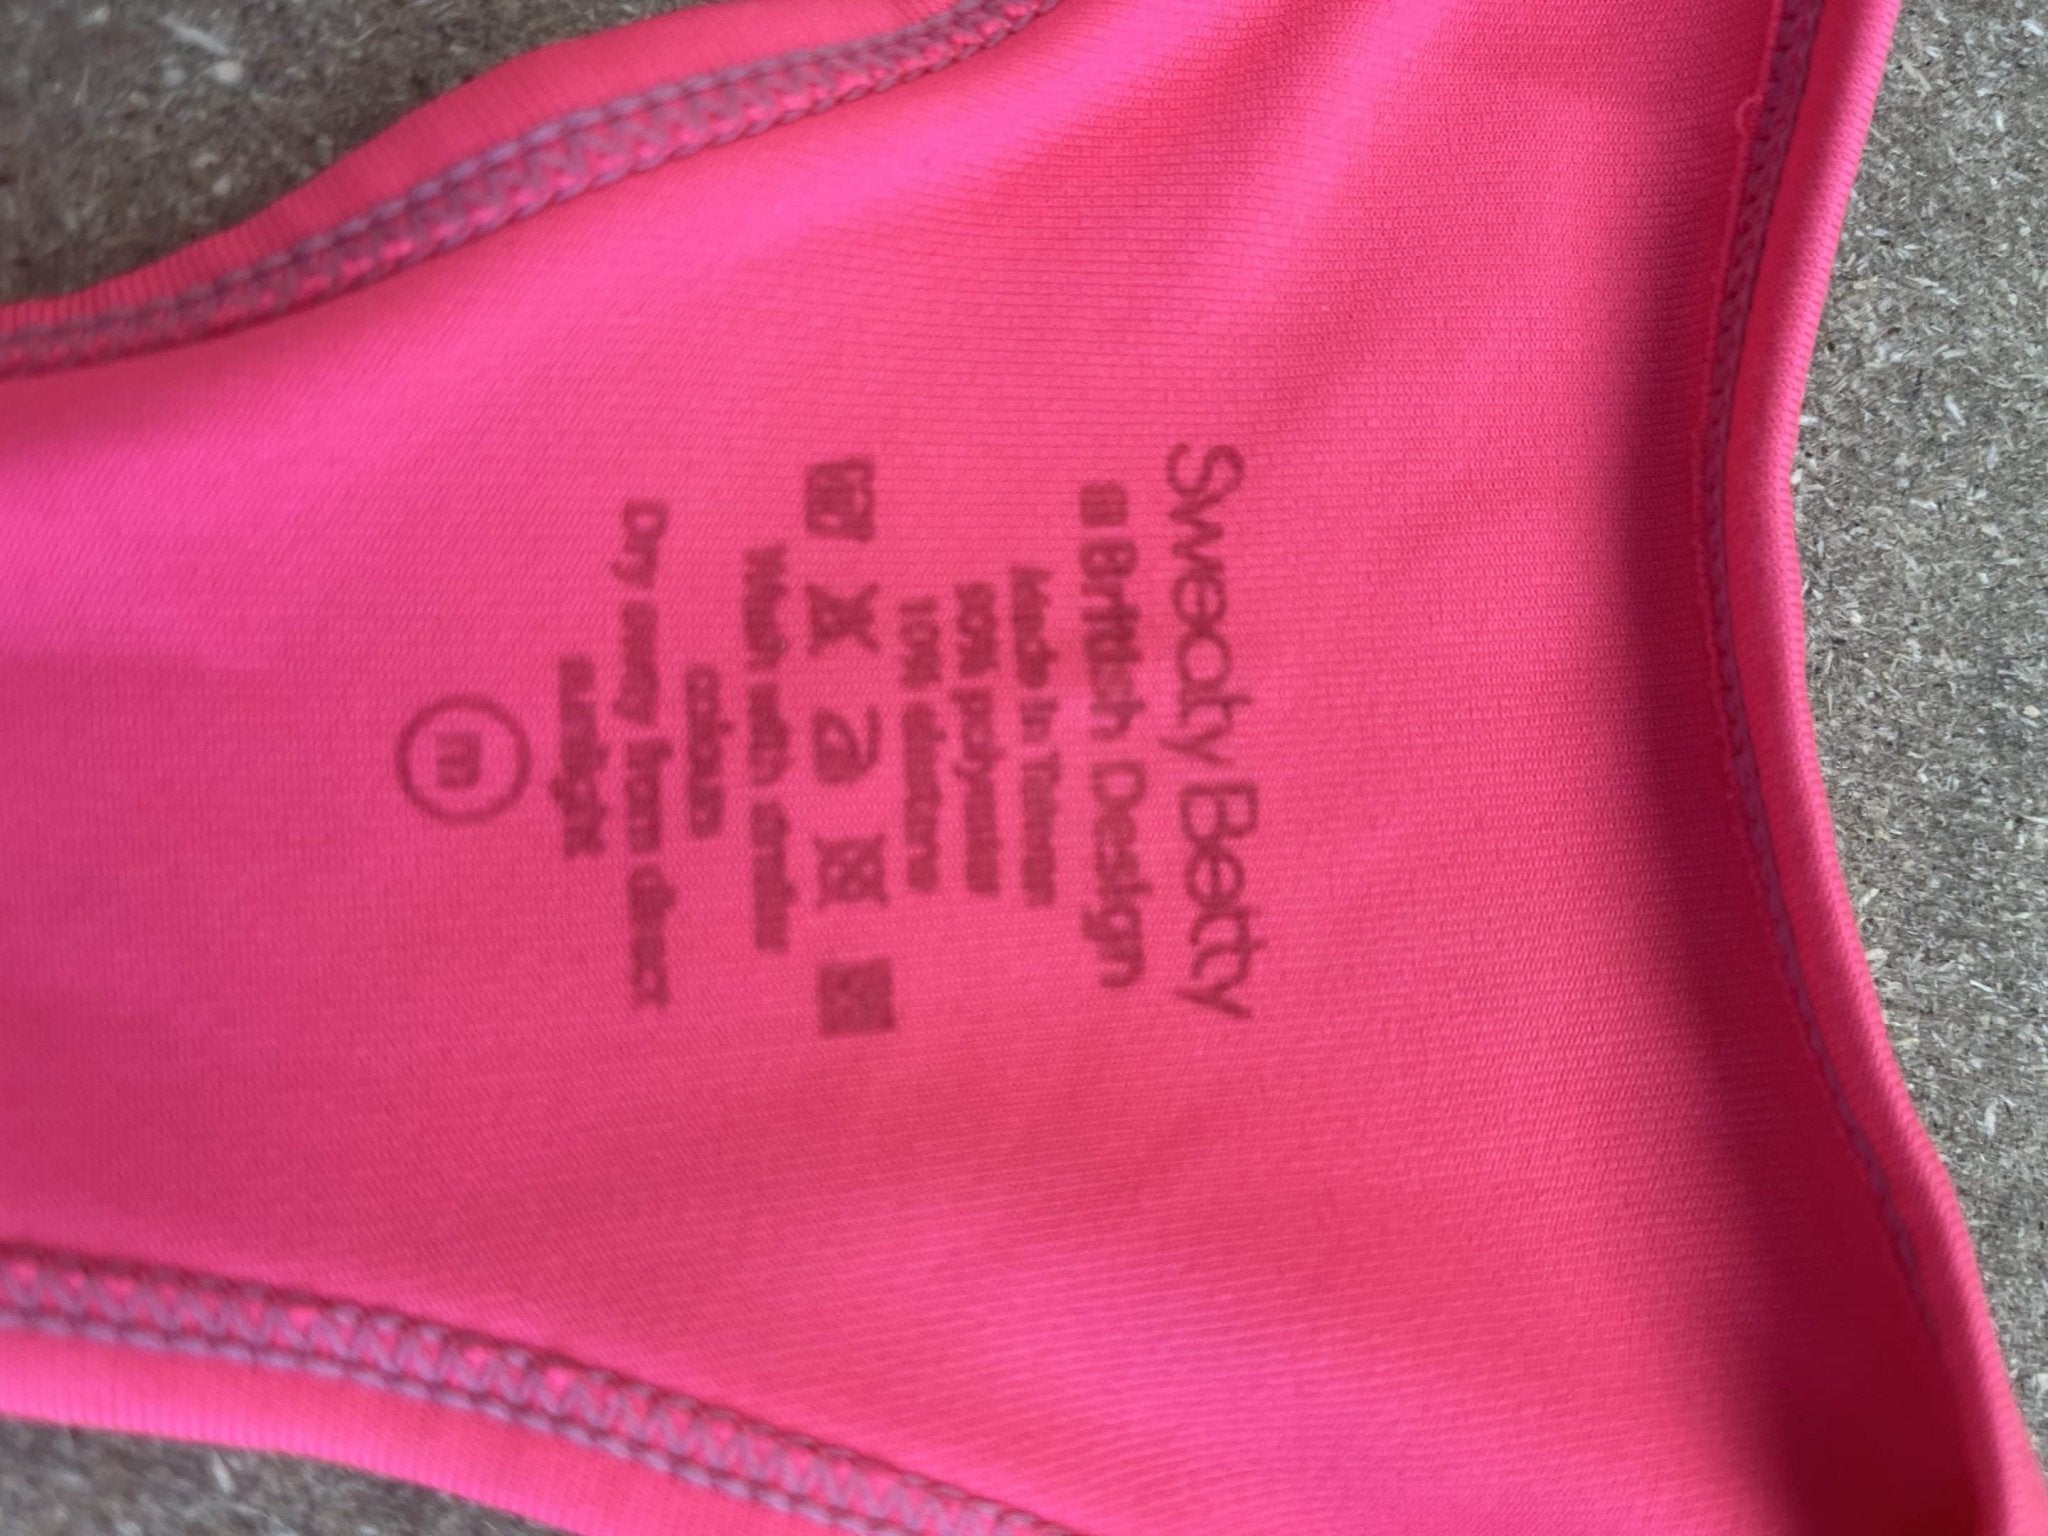 Sweaty Betty
British Design
Made in Taiwan
90% polyester
10% elastane
Wash with similar
colours
Dry away from direct
sunlight
m